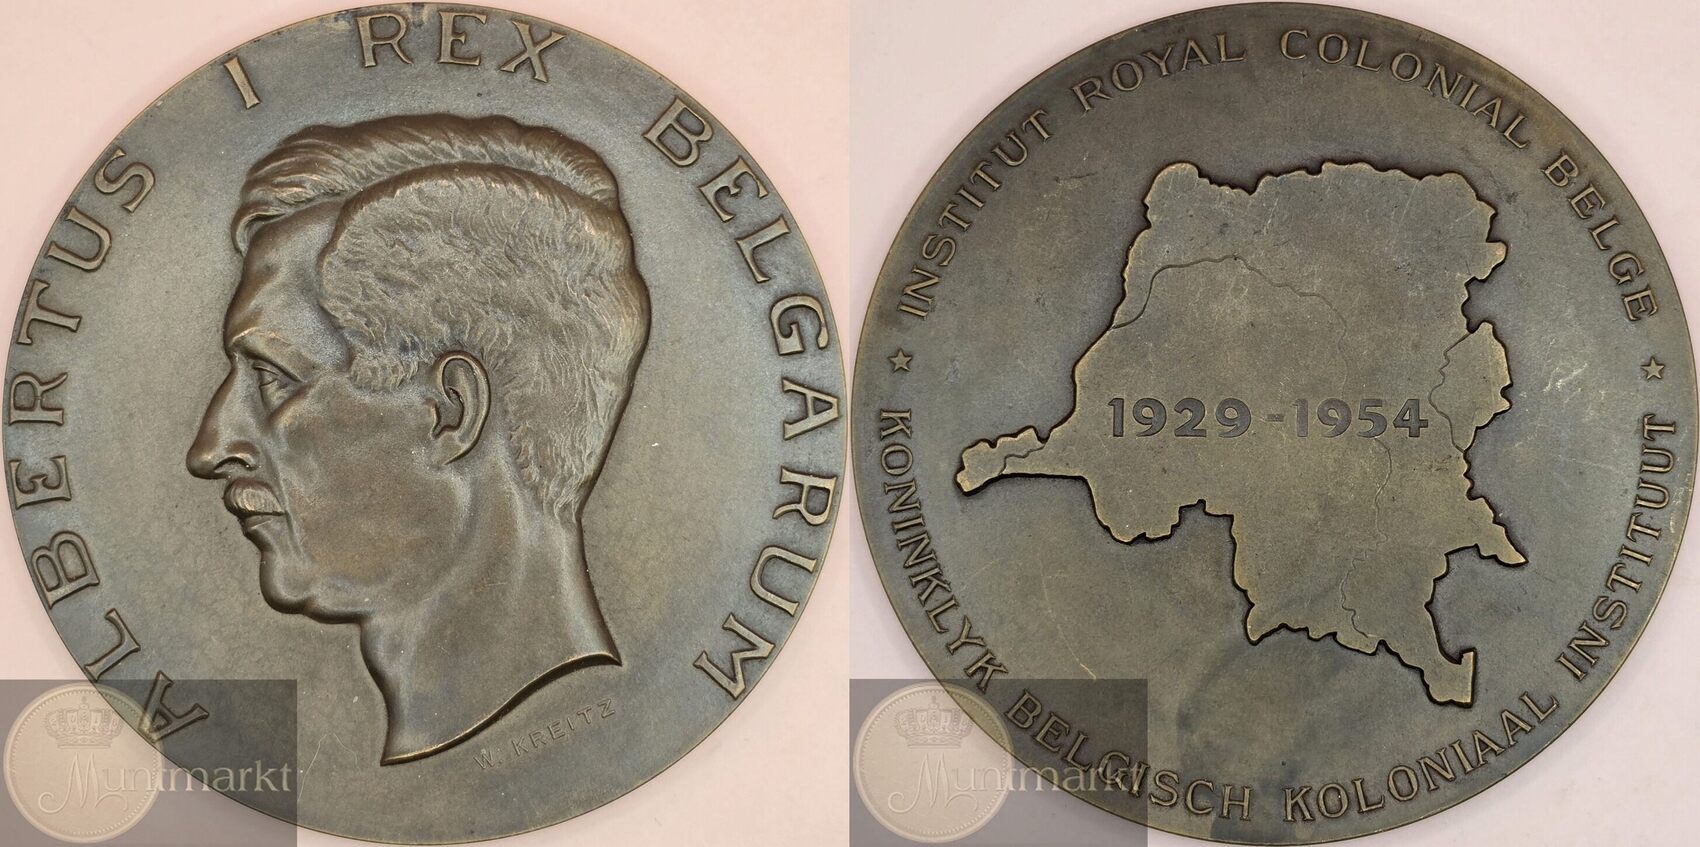 ALBERTUS I REX BELGARUM
W. KREITZ
Muntmarkt
INSTITUT ROYAL COLONIAL BELGE
1929-1954
KONINKLYK BELGISCH KOLONIAAL INSTITUUT
Muntmarkt